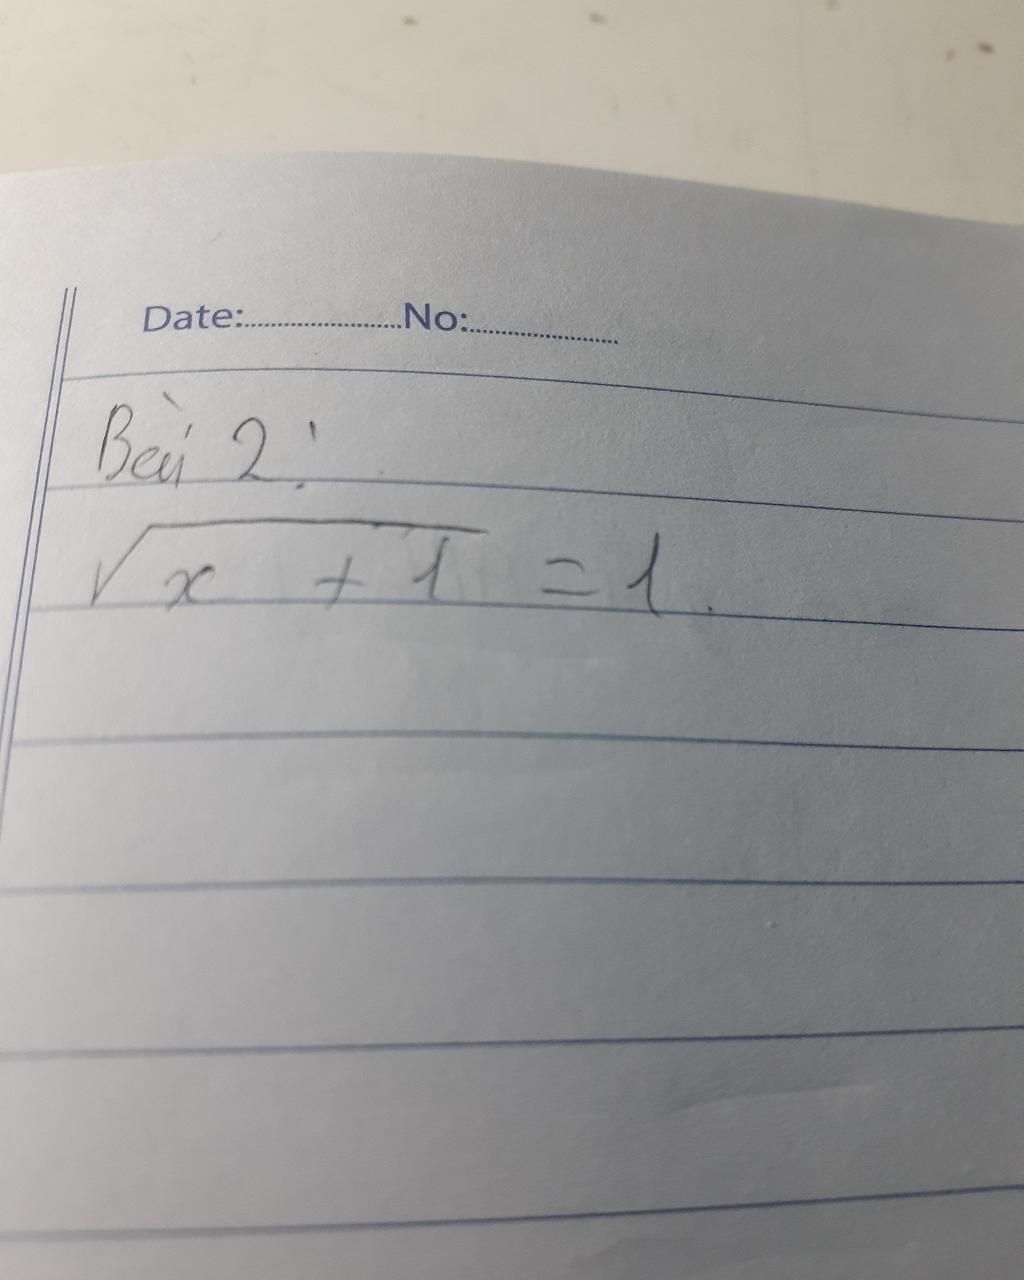 Date:........................No:......................
Bài 2:
√x + 1 = 1.